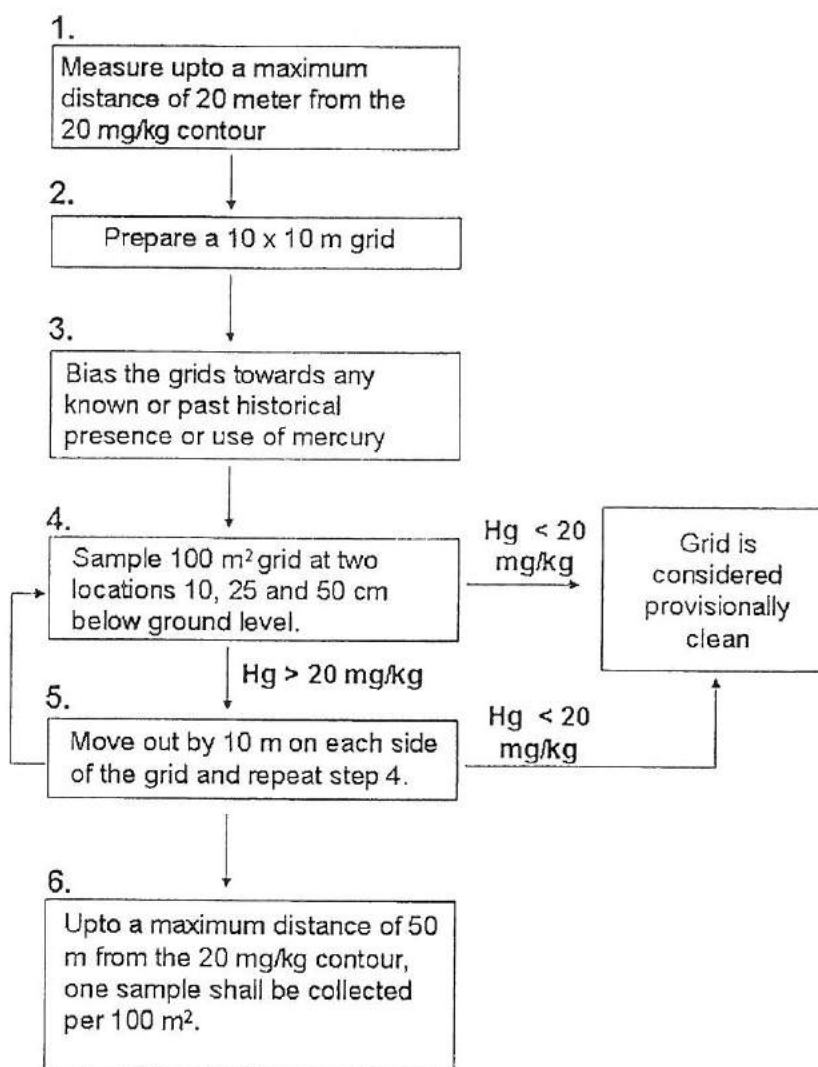 1.
Measure upto a maximum
distance of 20 meter from the
20 mg/kg contour
2.
Prepare a 10 x 10 m grid
3.
Bias the grids towards any
known or past historical
presence or use of mercury
4.
Sample 100 m² grid at two
locations 10, 25 and 50 cm
below ground level.
Hg < 20
mg/kg
Grid is
considered
provisionally
clean
Hg > 20 mg/kg
5.
Move out by 10 m on each side
of the grid and repeat step 4.
Hg < 20
mg/kg
6.
Upto a maximum distance of 50
m from the 20 mg/kg contour,
one sample shall be collected
per 100 m².